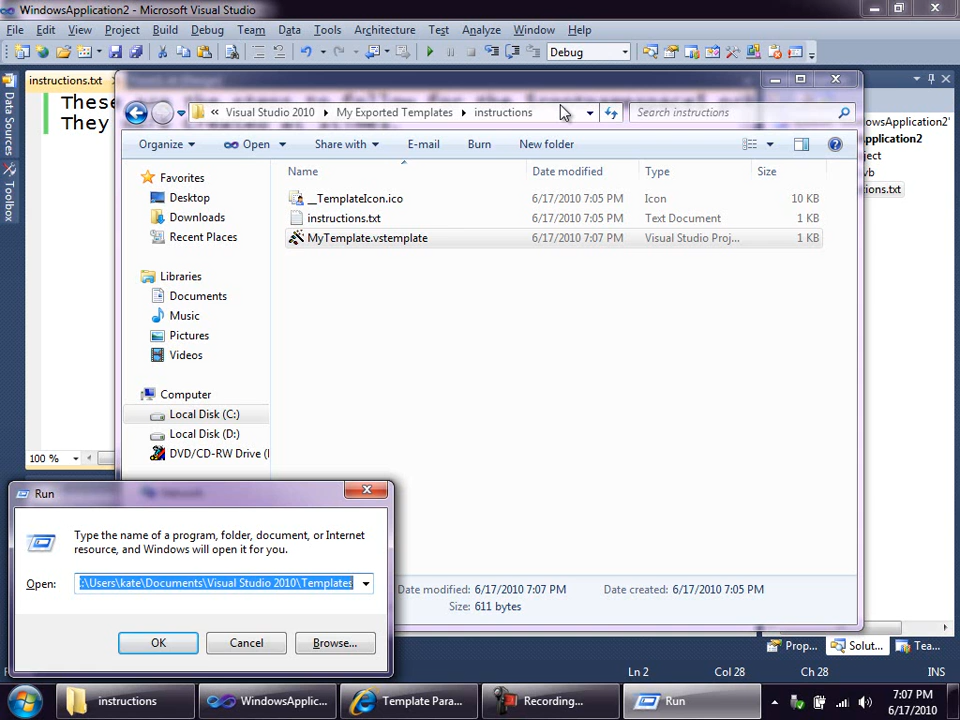 WindowsApplication2 - Microsoft Visual Studio
File Edit View Project Build Debug Team Data Tools Architecture Test Analyze Window Help
Debug
instructions.txt
Data Sources
Toolbox
Visual Studio 2010 My Exported Templates instructions
Search instructions
Organize Open Share with E-mail Burn New folder
Name Date modified Type Size
__TemplateIcon.ico 6/17/2010 7:05 PM Icon 10 KB
instructions.txt 6/17/2010 7:05 PM Text Document 1 KB
MyTemplate.vstemplate 6/17/2010 7:07 PM Visual Studio Proj... 1 KB
Favorites
Desktop
Downloads
Recent Places
Libraries
Documents
Music
Pictures
Videos
Computer
Local Disk (C:)
Local Disk (D:)
DVD/CD-RW Drive (
Date modified: 6/17/2010 7:07 PM Date created: 6/17/2010 7:05 PM
Size: 611 bytes
These
They
owsApplication2'
pplication2
ject
vb
ions.txt
100 %
Run
Type the name of a program, folder, document, or Internet
resource, and Windows will open it for you.
Open: :\Users\kate\Documents\Visual Studio 2010\Templates
OK Cancel Browse...
Prop... Solut... Tea...
Ln 2 Col 28 Ch 28 INS
instructions WindowsApplic... Template Para... Recording... Run
7:07 PM
6/17/2010